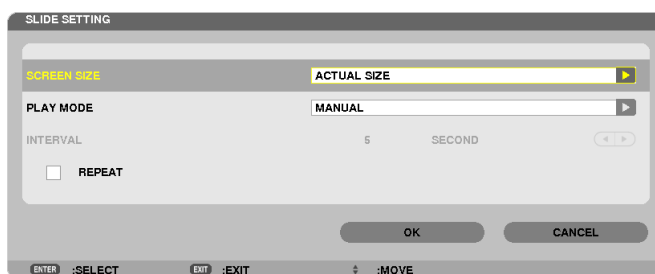 SLIDE SETTING
SCREEN SIZE ACTUAL SIZE
PLAY MODE MANUAL
INTERVAL 5 SECOND
REPEAT
OK CANCEL
ENTER :SELECT EXIT :EXIT :MOVE